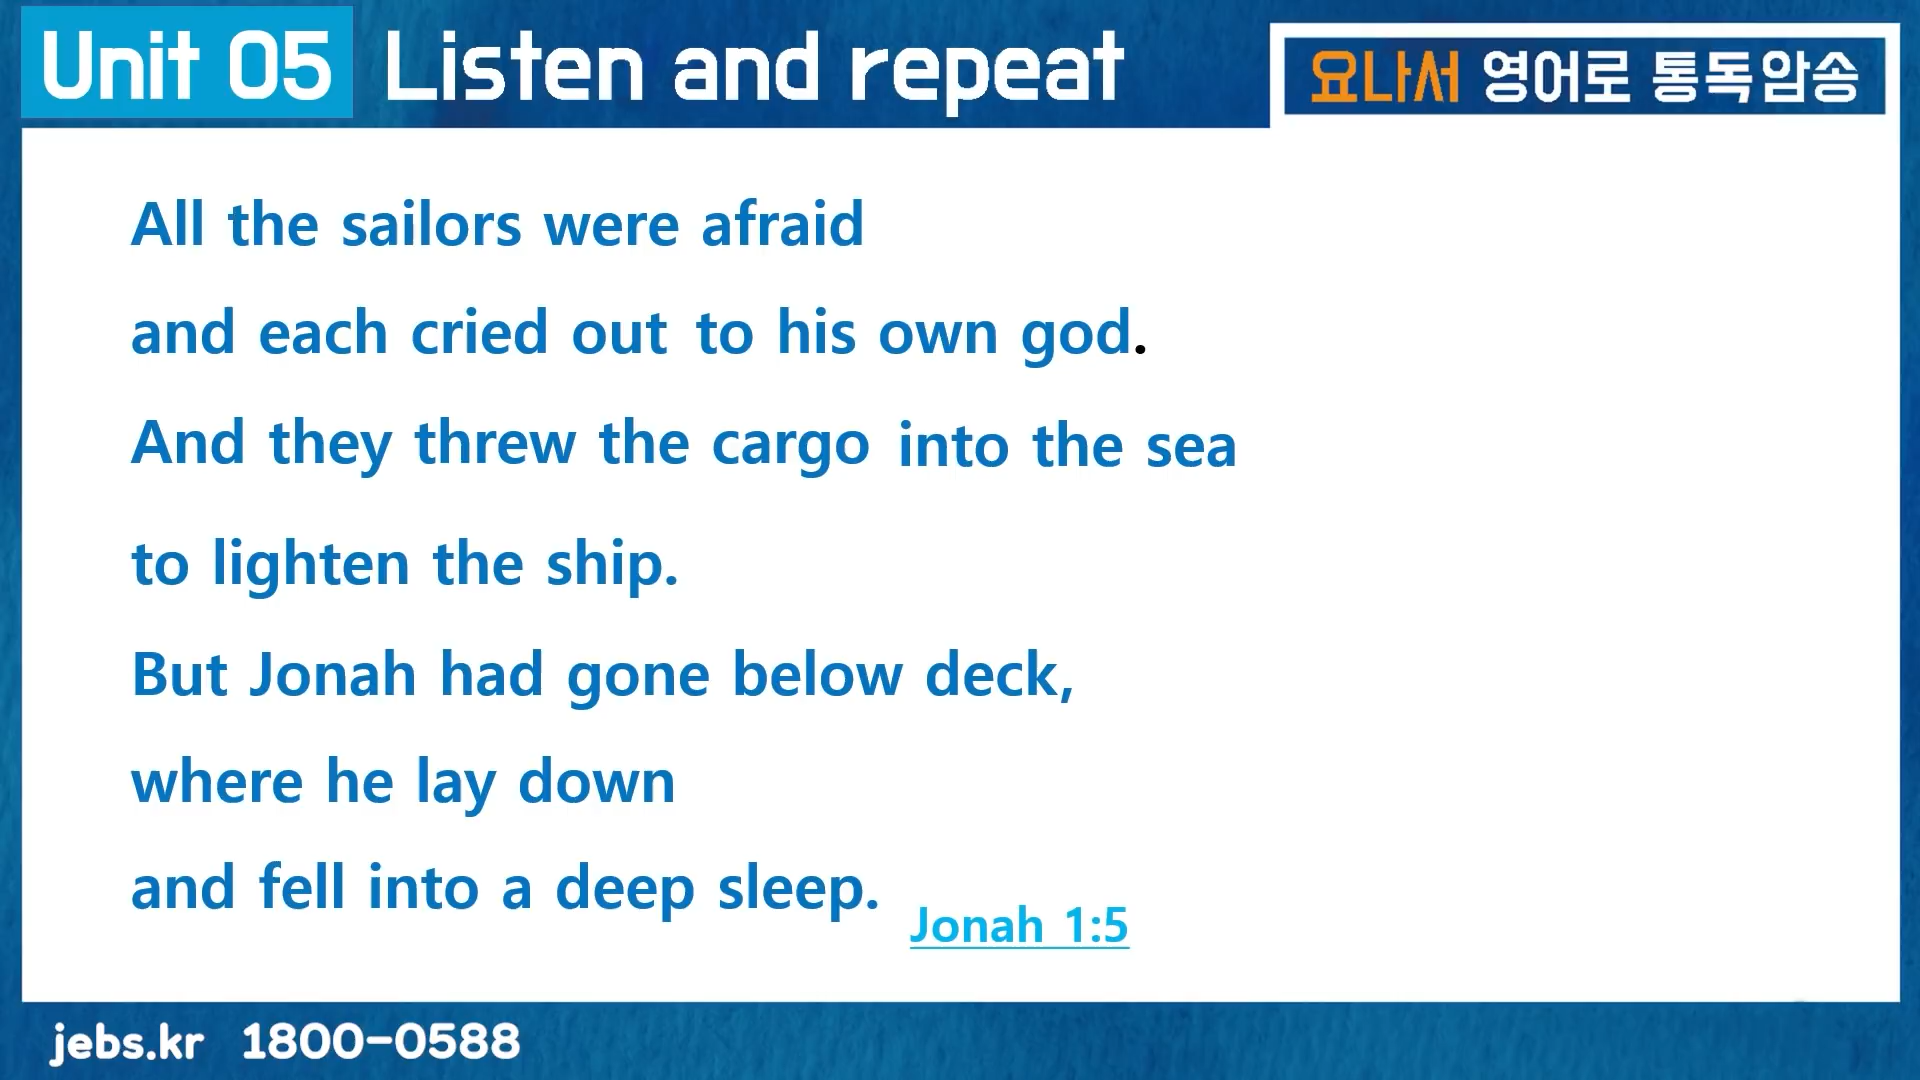 Unit 05 Listen and repeat
요나서 영어로 통독암송
All the sailors were afraid
and each cried out to his own god.
And they threw the cargo into the sea
to lighten the ship.
But Jonah had gone below deck,
where he lay down
and fell into a deep sleep.
Jonah 1:5
jebs.kr 1800-0588